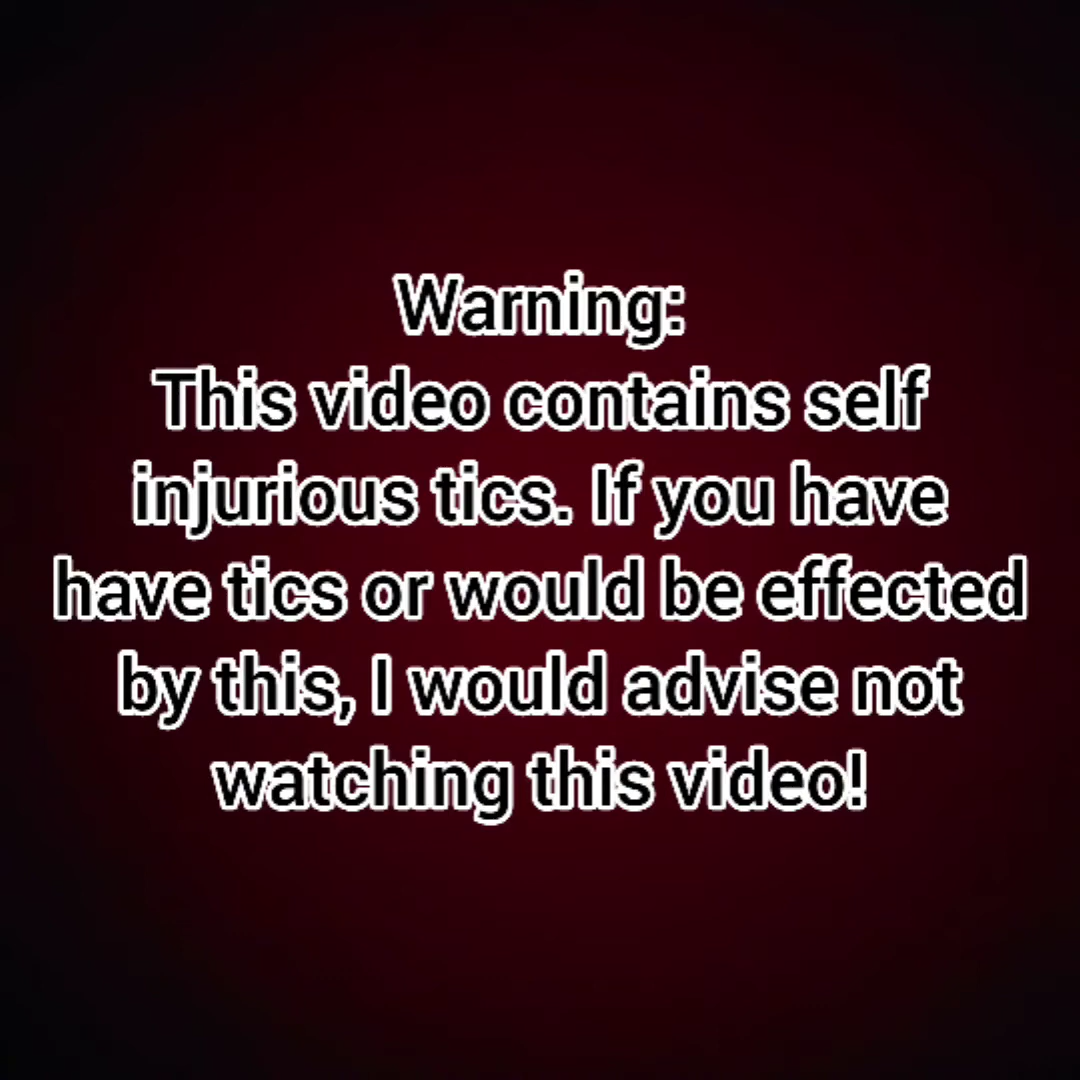 Warning:
This video contains self
injurious tics. If you have
have tics or would be effected
by this, I would advise not
watching this video!